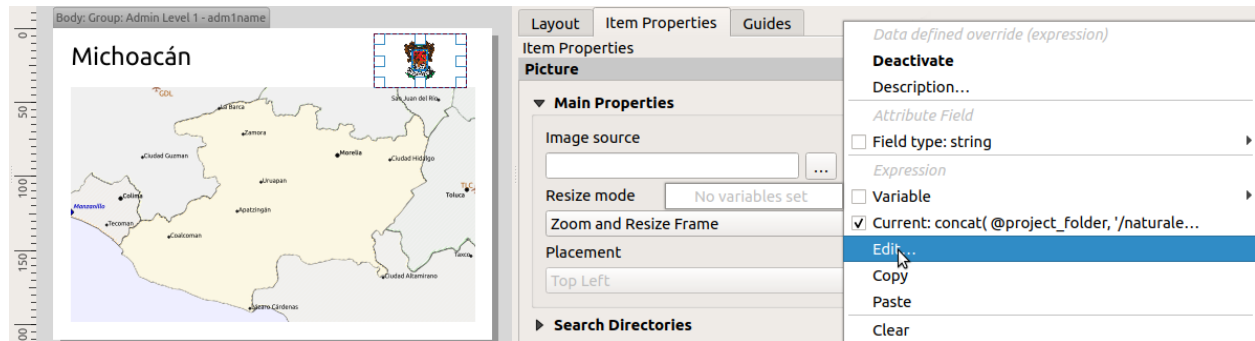 Body: Group: Admin Level 1 - adm1name
Michoacán
GDL
San Juan del Río
La Barca
Zamora
Ciudad Guzman
Morelia
Ciudad Hidalgo
Uruapan
TLC
Toluca
Colima
Manzanillo
Apatzingán
Tecoman
Coalcoman
Taxco
Ciudad Altamirano
Lázaro Cárdenas
0
50
100
150
Layout
Item Properties
Guides
Item Properties
Picture
Main Properties
Image source
...
Resize mode
No variables set
Zoom and Resize Frame
Placement
Top Left
Search Directories
Data defined override (expression)
Deactivate
Description…
Attribute Field
Field type: string
Expression
Variable
Current: concat( @project_folder, '/naturale…
Edit…
Copy
Paste
Clear